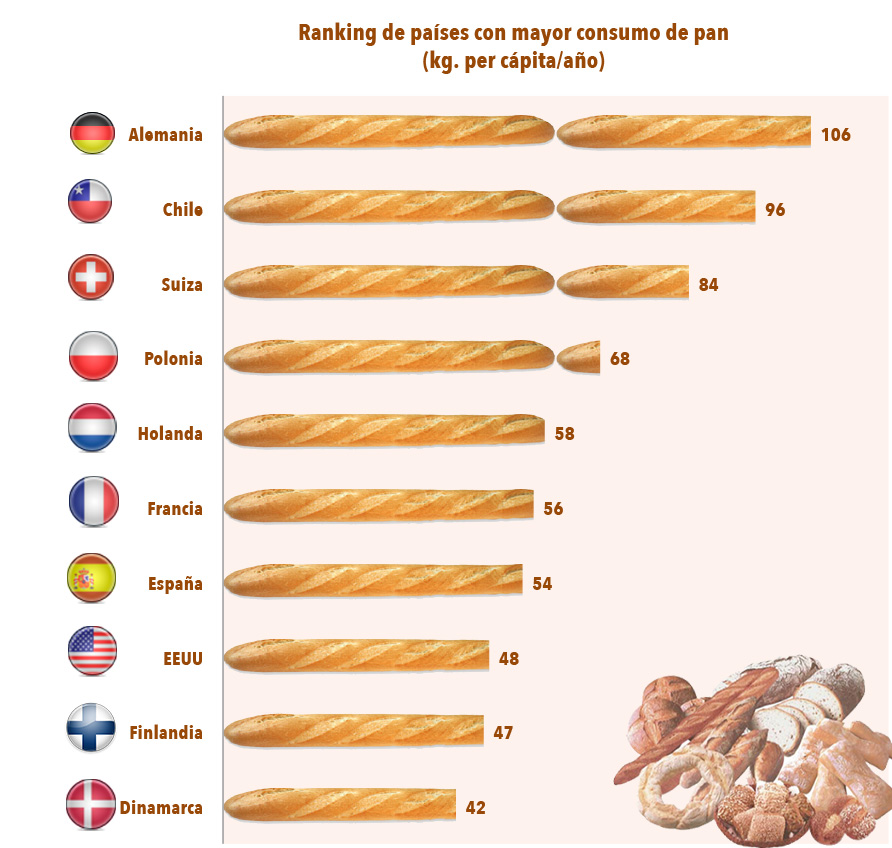 Ranking de países con mayor consumo de pan
(kg. per cápita/año)
Alemania 106
Chile 96
Suiza 84
Polonia 68
Holanda 58
Francia 56
España 54
EEUU 48
Finlandia 47
Dinamarca 42